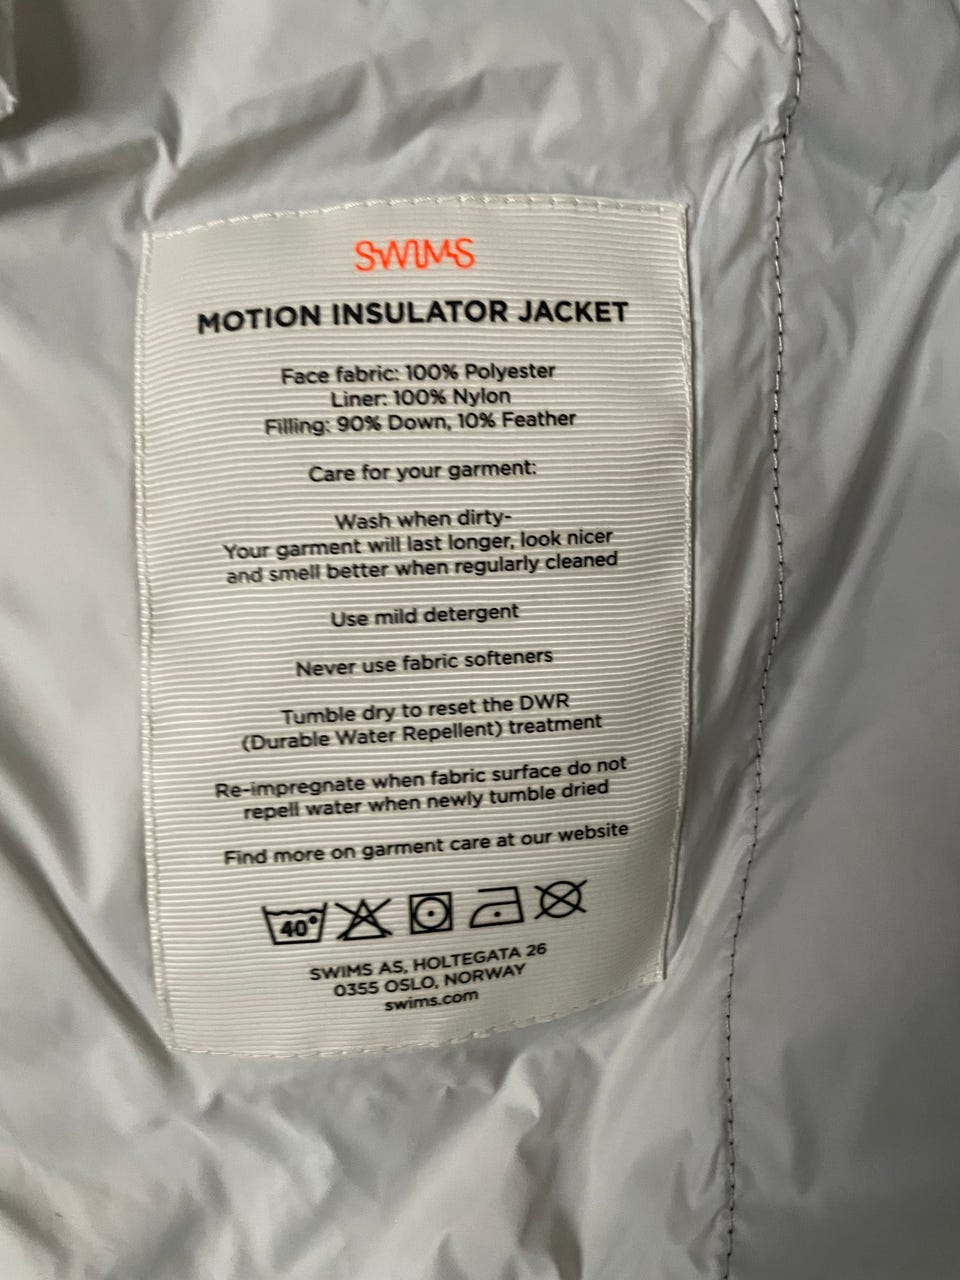 SWIMS
MOTION INSULATOR JACKET
Face fabric: 100% Polyester
Liner: 100% Nylon
Filling: 90% Down, 10% Feather
Care for your garment:
Wash when dirty-
Your garment will last longer, look nicer
and smell better when regularly cleaned
Use mild detergent
Never use fabric softeners
Tumble dry to reset the DWR
(Durable Water Repellent) treatment
Re-impregnate when fabric surface do not
repell water when newly tumble dried
Find more on garment care at our website
40°
SWIMS AS, HOLTEGATA 26
0355 OSLO, NORWAY
swims.com